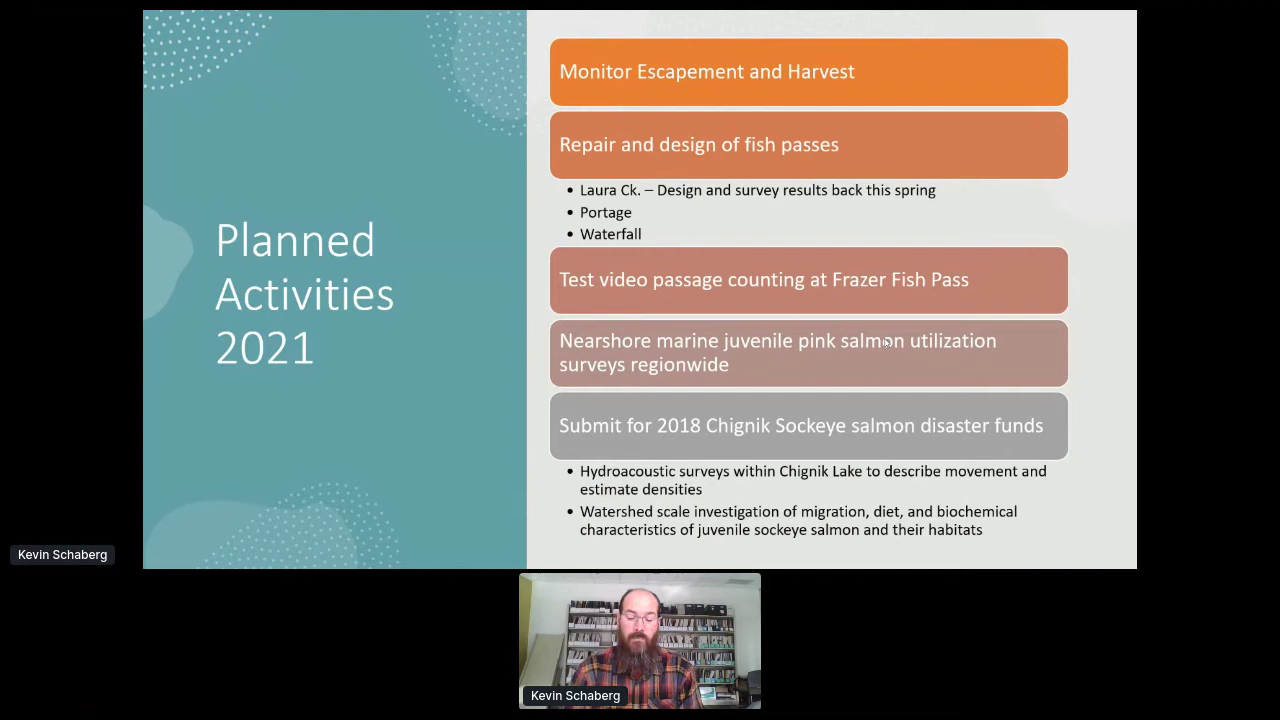 Planned
Activities
2021
Monitor Escapement and Harvest
Repair and design of fish passes
• Laura Ck. – Design and survey results back this spring
• Portage
• Waterfall
Test video passage counting at Frazer Fish Pass
Nearshore marine juvenile pink salmon utilization
surveys regionwide
Submit for 2018 Chignik Sockeye salmon disaster funds
• Hydroacoustic surveys within Chignik Lake to describe movement and
estimate densities
• Watershed scale investigation of migration, diet, and biochemical
characteristics of juvenile sockeye salmon and their habitats
Kevin Schaberg
Kevin Schaberg